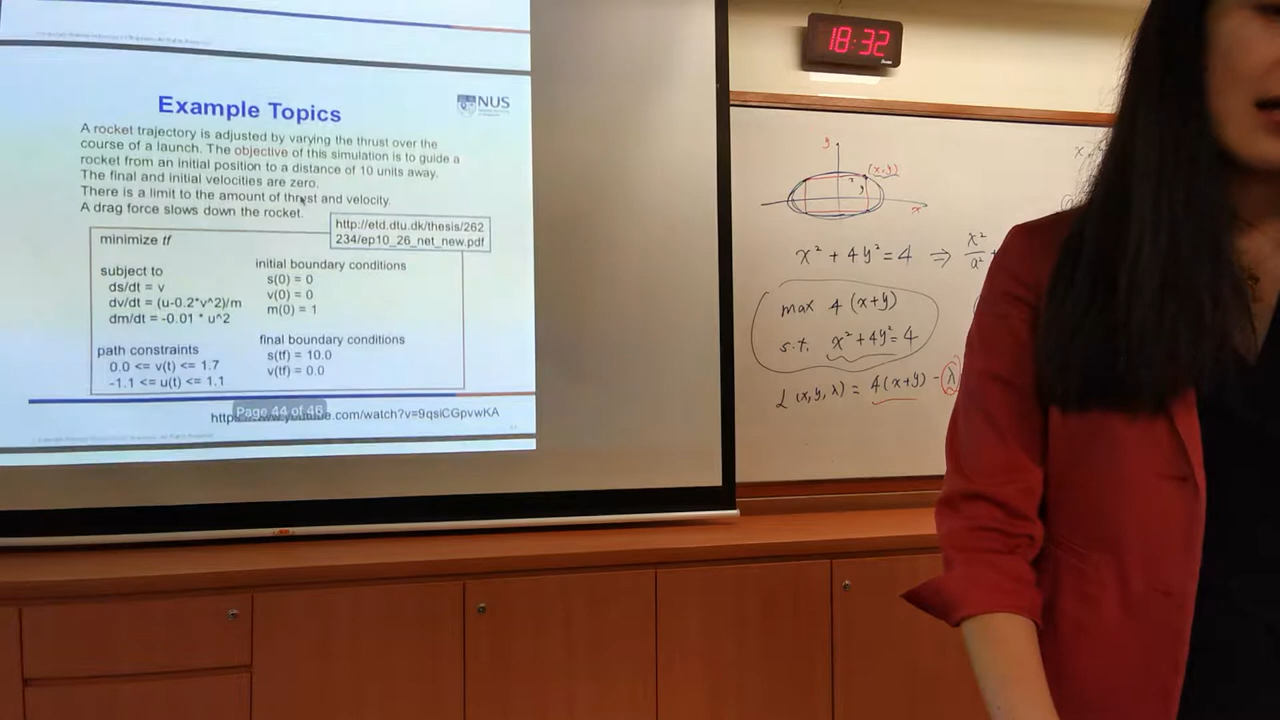 Example Topics
NUS
A rocket trajectory is adjusted by varying the thrust over the
course of a launch. The objective of this simulation is to guide a
rocket from an initial position to a distance of 10 units away.
The final and initial velocities are zero.
There is a limit to the amount of thrust and velocity.
A drag force slows down the rocket.
http://etd.dtu.dk/thesis/262
234/ep10_26_net_new.pdf
minimize tf
subject to
ds/dt = v
dv/dt = (u-0.2*v^2)/m
dm/dt = -0.01 * u^2
path constraints
0.0 <= v(t) <= 1.7
-1.1 <= u(t) <= 1.1
initial boundary conditions
s(0) = 0
v(0) = 0
m(0) = 1
final boundary conditions
s(tf) = 10.0
v(tf) = 0.0
Page 44 of 46
.com/watch?v=9qsiCGpvwKA
18:32
y
(x,y)
x
x² + 4y² = 4 ⇒ x²/a² +
max 4(x+y)
s.t. x² + 4y² = 4
L(x,y,λ) = 4(x+y) - λ